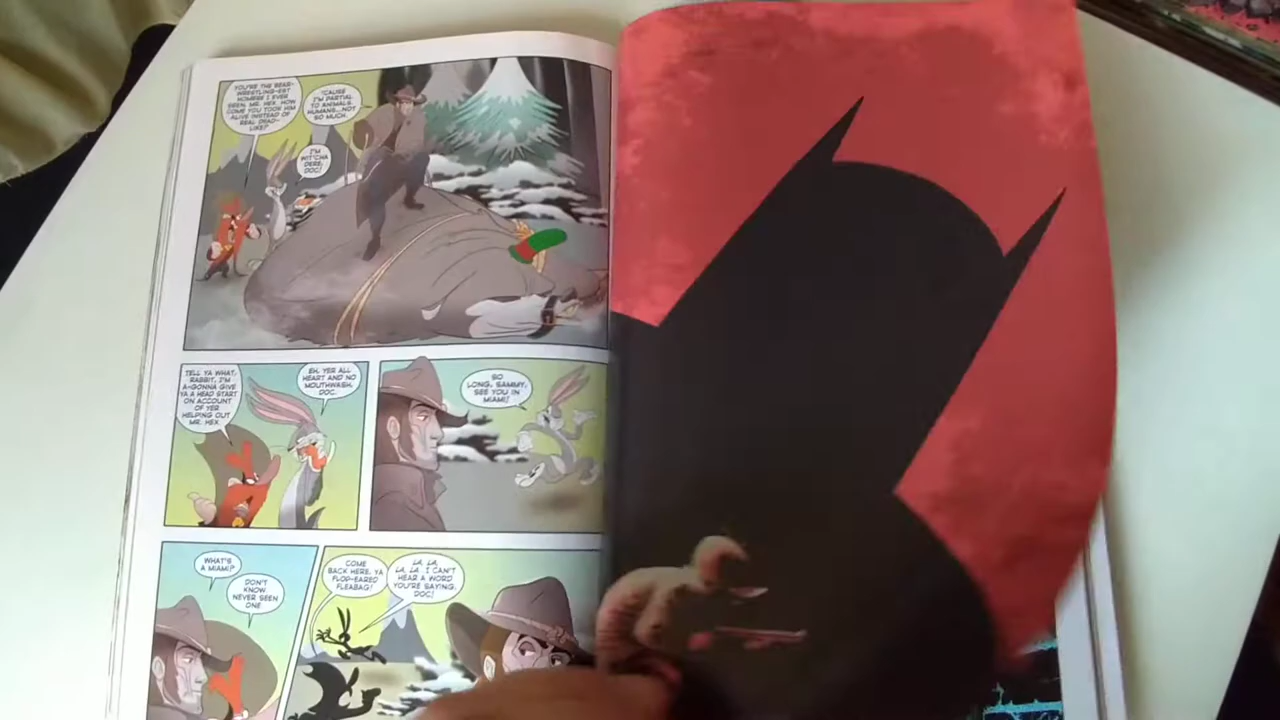 YOU'RE THE BEAR-
WRESTLING-EST
HOMBRE I EVER
SEEN, MR. HEX. HOW
COME YOU TOOK HIM
ALIVE INSTEAD OF
REAL DEAD-
LIKE?
'CAUSE
I'M PARTIAL
TO ANIMALS.
HUMANS...NOT
SO MUCH.
I'M
WIT'CHA
DERE,
DOC!
TELL YA WHAT,
RABBIT, I'M
A-GONNA GIVE
YA A HEAD START
ON ACCOUNT
OF YER
HELPING OUT
MR. HEX.
EH, YER ALL
HEART AND NO
MOUTHWASH,
DOC.
SO
LONG, SAMMY.
SEE YOU IN
MIAMI!
WHAT'S
A MIAMI?
DON'T
KNOW
NEVER SEEN
ONE
COME
BACK HERE, YA
FLOP-EARED
FLEABAG!
LA, LA,
LA, LA. I CAN'T
HEAR A WORD
YOU'RE SAYING,
DOC!